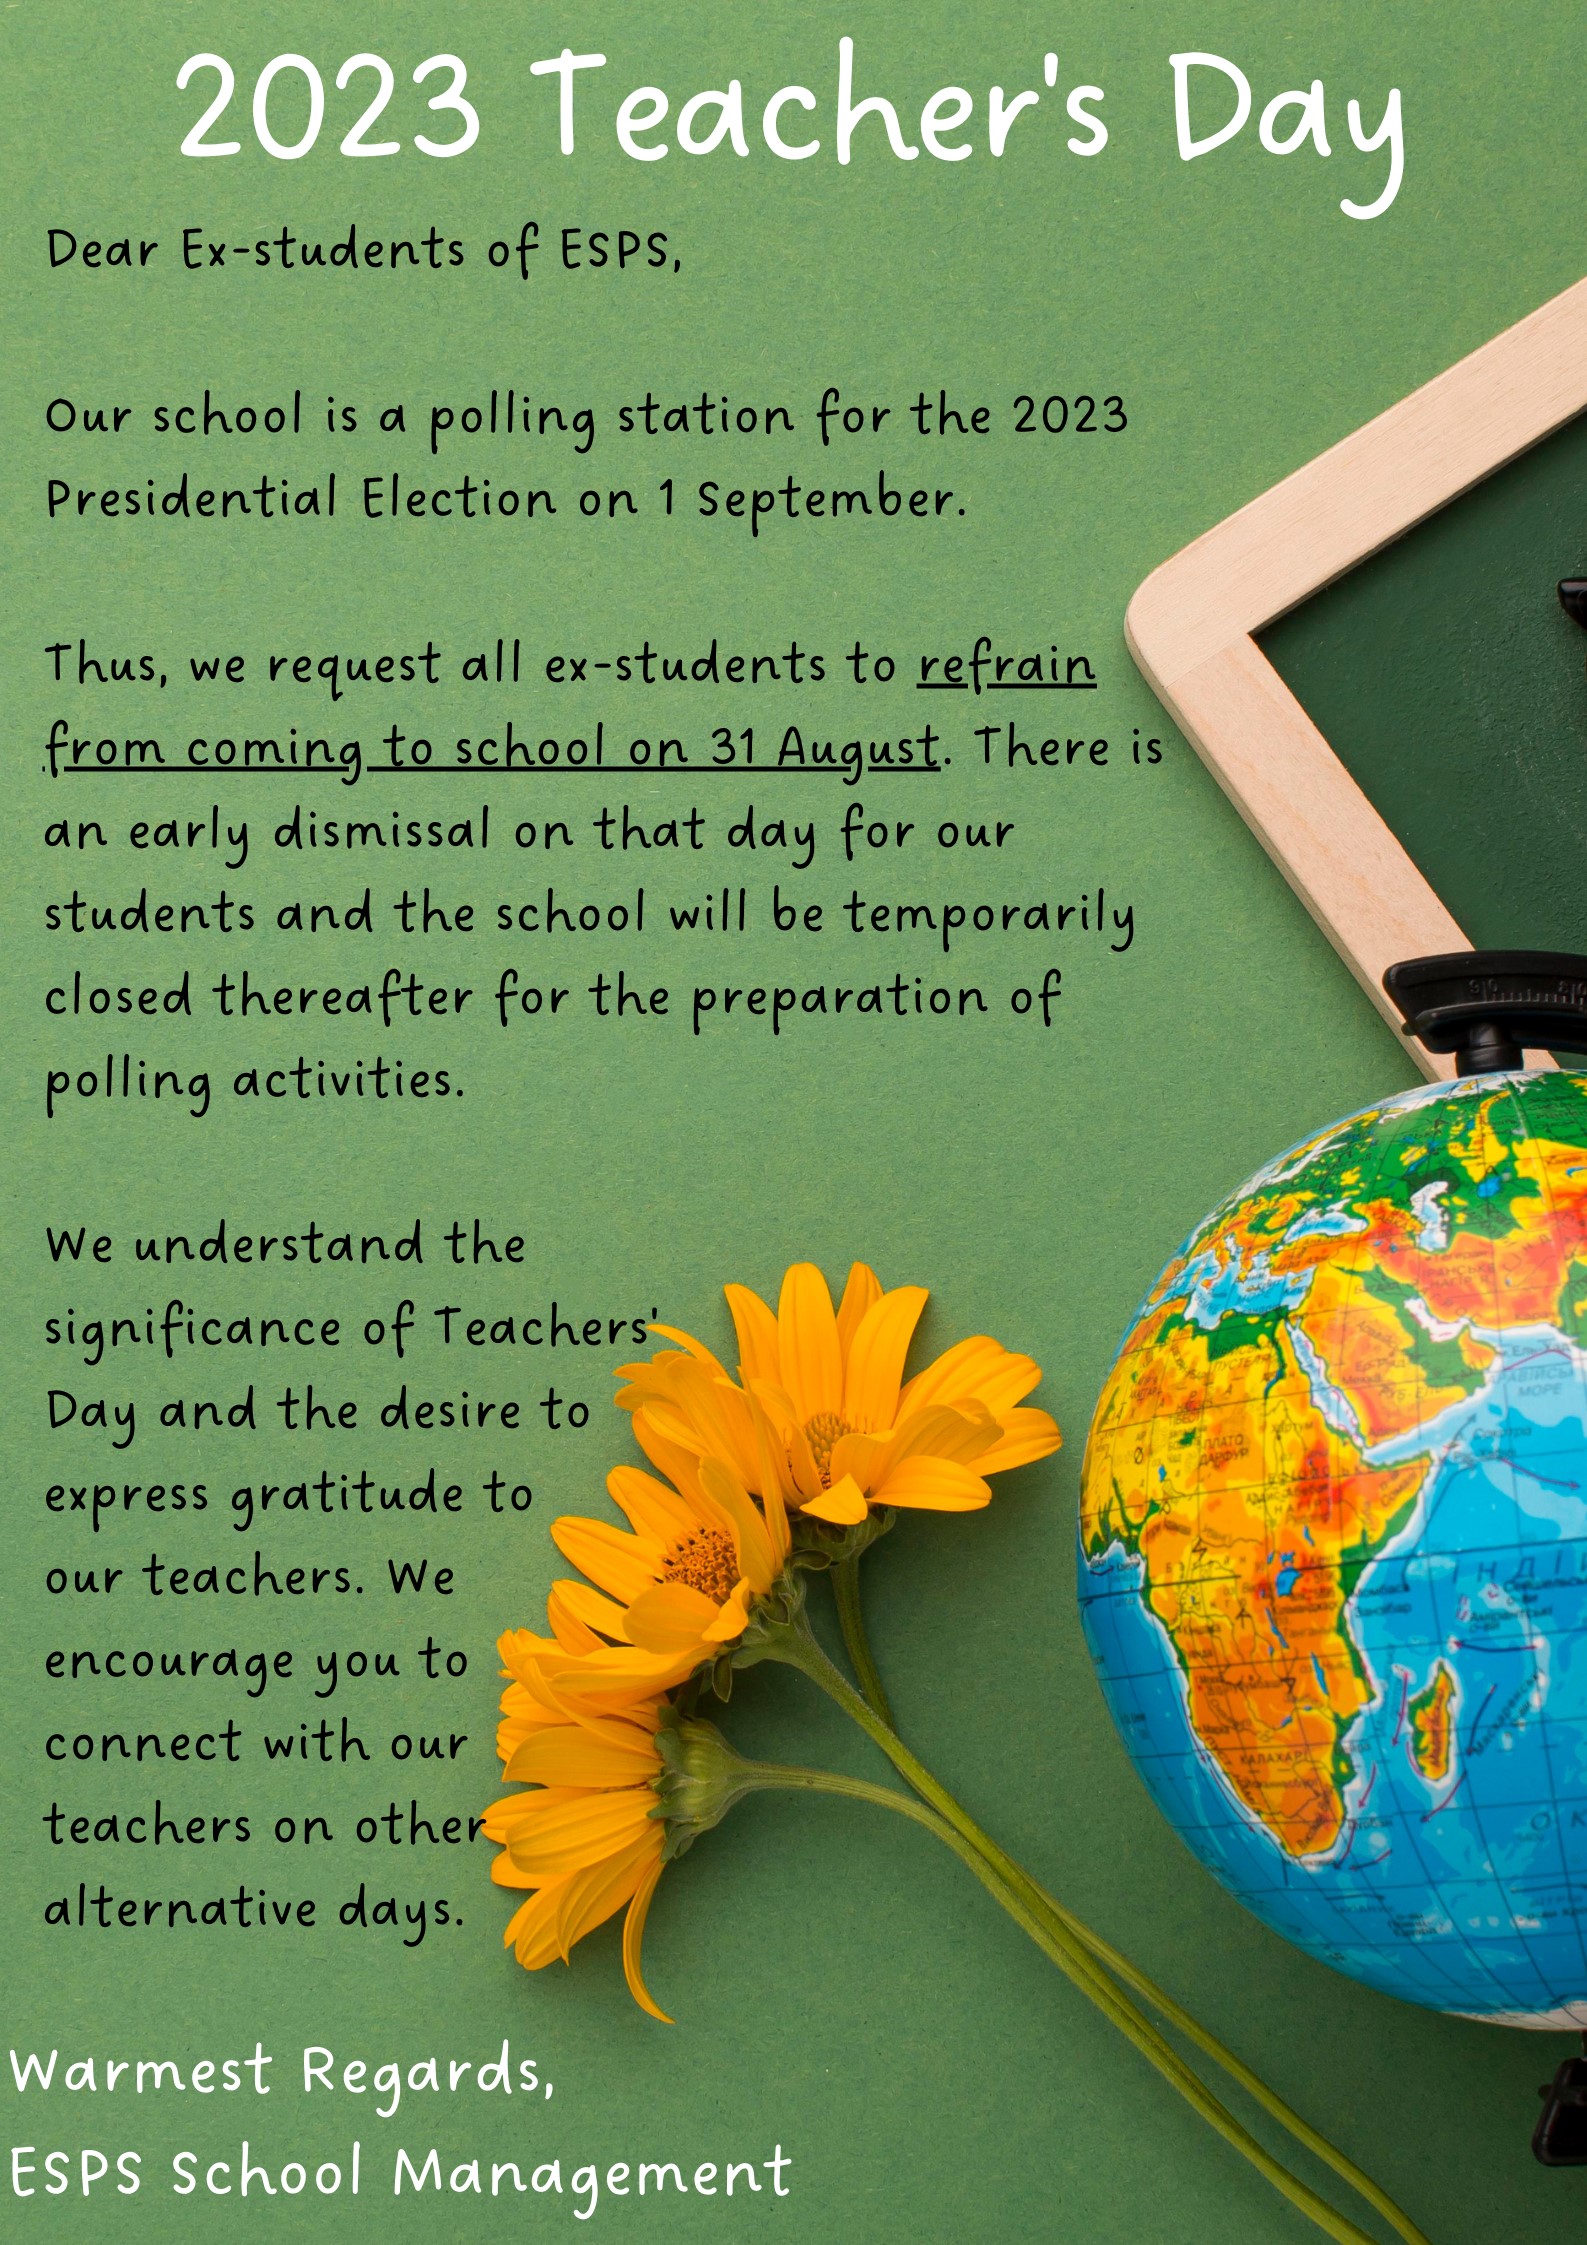 2023 Teacher's Day
Dear Ex-students of ESPS,
Our school is a polling station for the 2023
Presidential Election on 1 September.
Thus, we request all ex-students to refrain
from coming to school on 31 August. There is
an early dismissal on that day for our
students and the school will be temporarily
closed thereafter for the preparation of
polling activities.
We understand the
significance of Teachers'
Day and the desire to
express gratitude to
our teachers. We
encourage you to
connect with our
teachers on other
alternative days.
Warmest Regards,
ESPS School Management
КАЛАХАРІ
ПЛАТО
ДАРФУР
МОРЕ